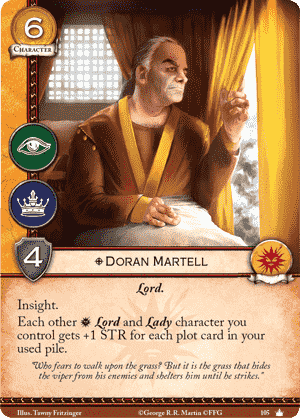 6
CHARACTER
4
DORAN MARTELL
Lord.
Insight.
Each other Lord and Lady character you
control gets +1 STR for each plot card in your
used pile.
"Who fears to walk upon the grass? But it is the grass that hides
the viper from his enemies and shelters him until he strikes."
Illus. Tawny Fritzinger ©George R.R. Martin ©FFG 105